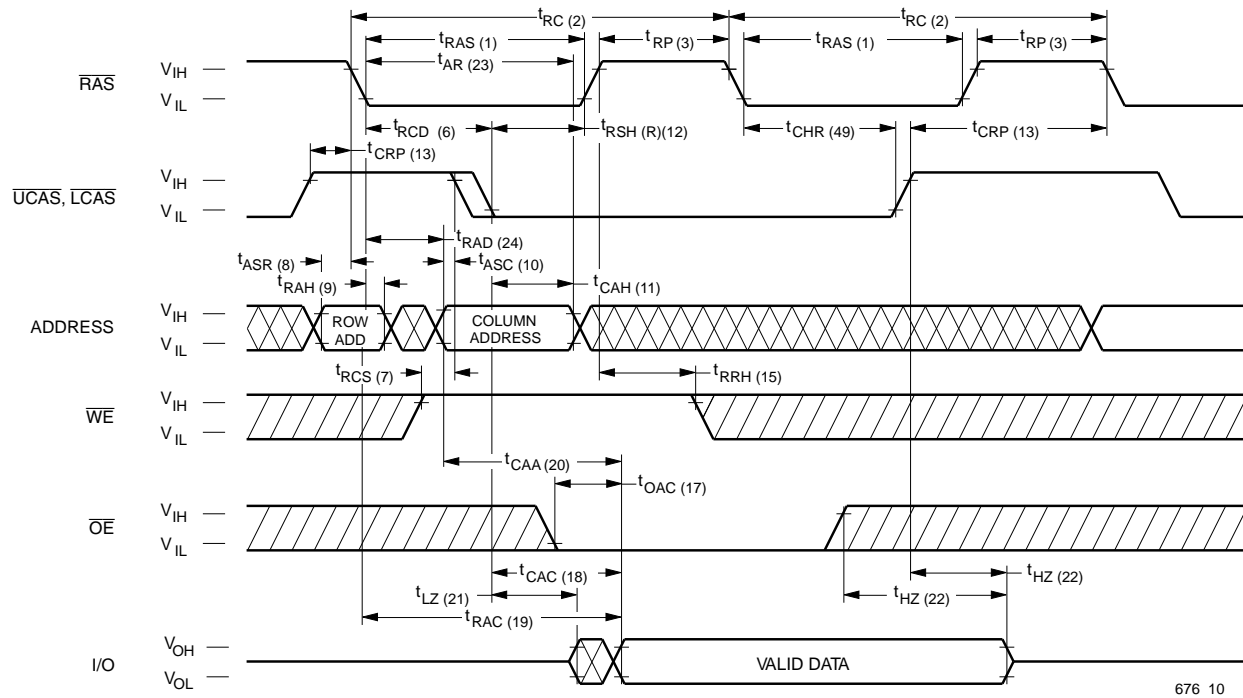 tRC (2) tRC (2)
tRAS (1) tRP (3) tRAS (1) tRP (3)
tAR (23)
RAS VIH
VIL
tRCD (6) tRSH (R)(12) tCHR (49) tCRP (13)
tCRP (13)
UCAS, LCAS VIH
VIL
tRAD (24)
tASR (8) tASC (10)
tRAH (9) tCAH (11)
ADDRESS VIH ROW ADD COLUMN ADDRESS
VIL
tRCS (7) tRRH (15)
WE VIH
VIL
tCAA (20)
tOAC (17)
OE VIH
VIL
tCAC (18) tHZ (22)
tLZ (21) tHZ (22)
tRAC (19)
I/O VOH
VALID DATA
VOL
676 10